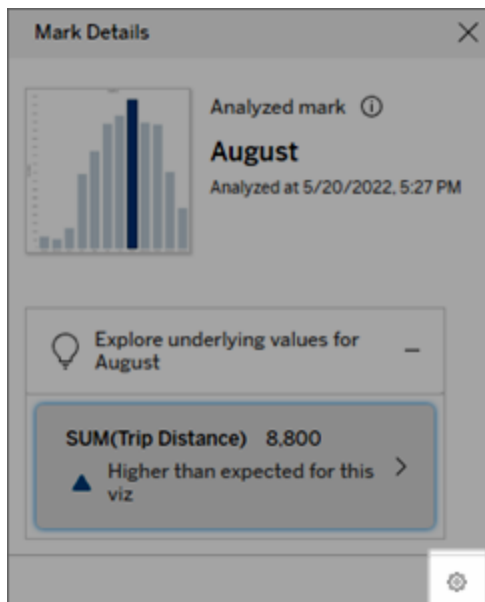 Mark Details
Analyzed mark
August
Analyzed at 5/20/2022, 5:27 PM
Explore underlying values for
August
SUM(Trip Distance) 8,800
Higher than expected for this
viz